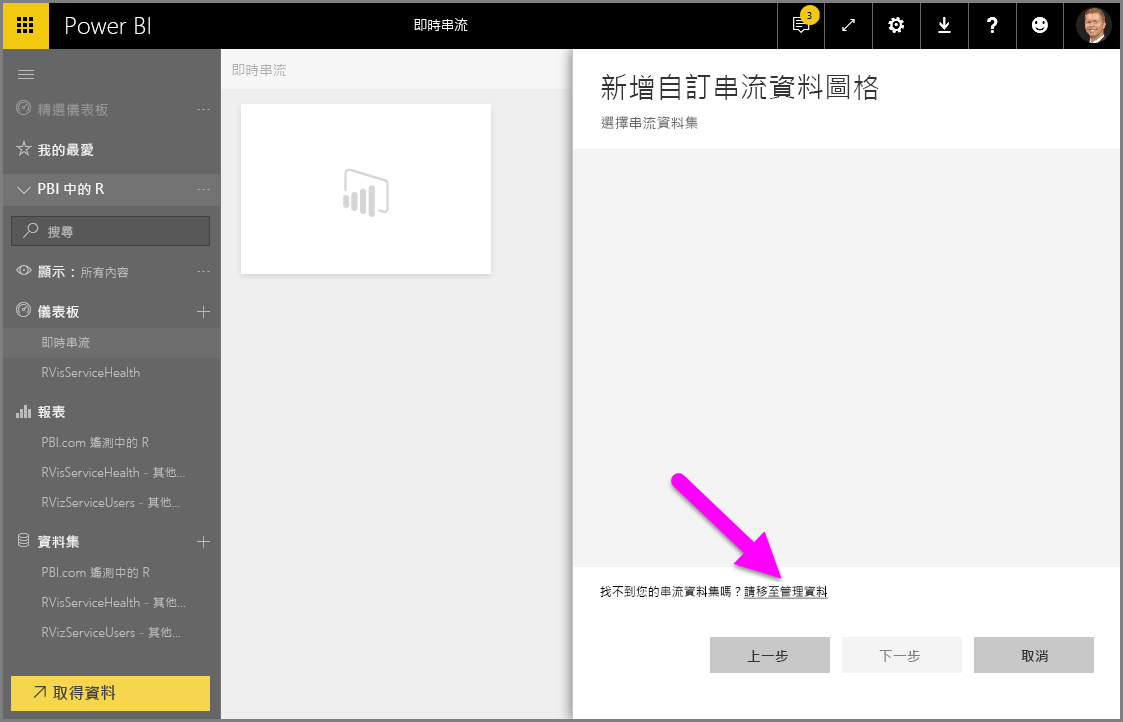 Power BI
即時串流
3
?
精選儀表板 ...
我的最愛
PBI 中的 R ...
搜尋
顯示：所有內容 ...
儀表板
即時串流
RVisServiceHealth
報表
PBI.com 遙測中的 R
RVisServiceHealth - 其他...
RVizServiceUsers - 其他...
資料集
PBI.com 遙測中的 R
RVisServiceHealth - 其他...
RVizServiceUsers - 其他...
取得資料
即時串流
新增自訂串流資料圖格
選擇串流資料集
找不到您的串流資料集嗎？請移至管理資料
上一步
下一步
取消